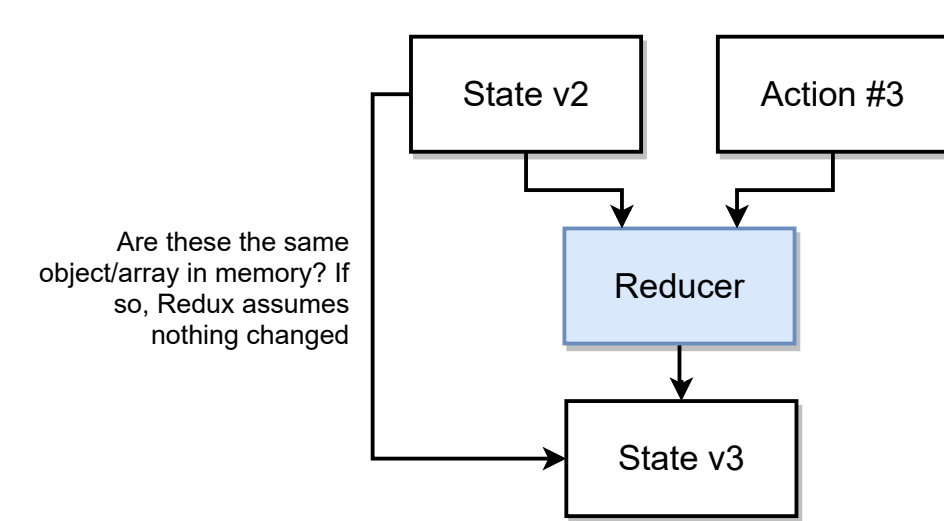 State v2
Action #3
Are these the same
object/array in memory? If
so, Redux assumes
nothing changed
Reducer
State v3